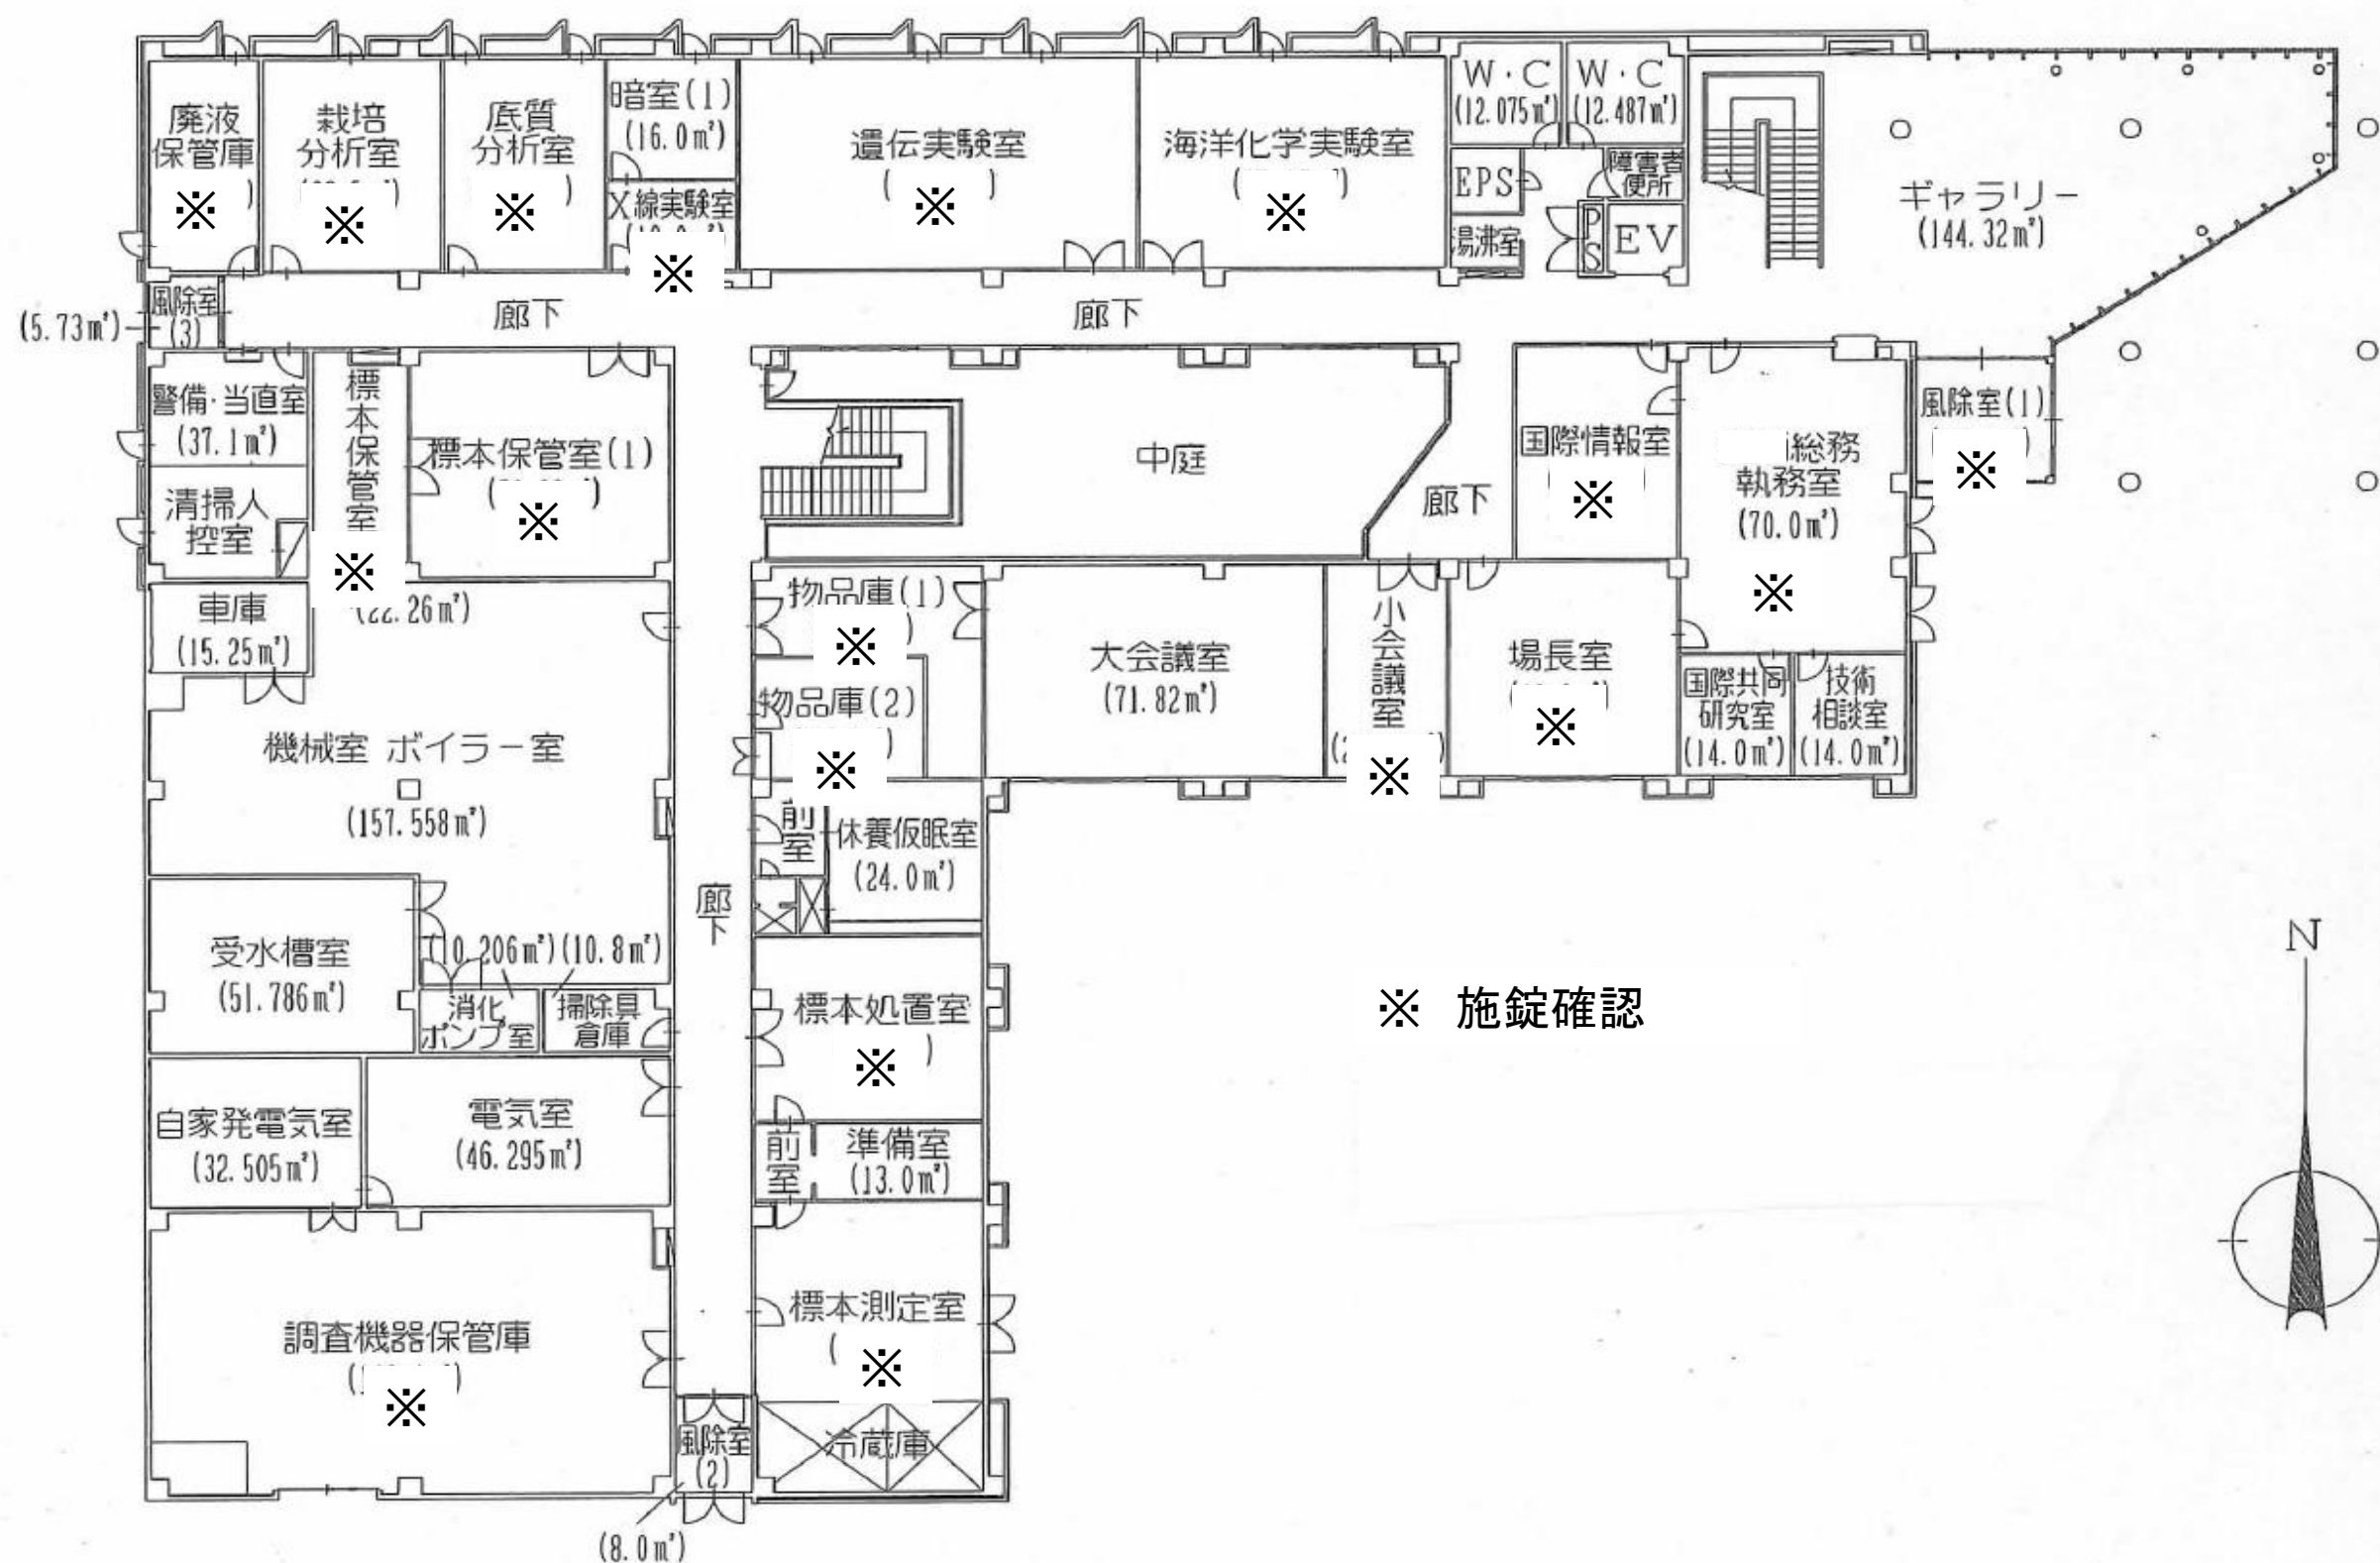 廃液
保管庫
※ )
栽培
分析室
※
底質
分析室
※ )
暗室(1)
(16.0㎡)
X線実験室
※
遺伝実験室
( ※ )
海洋化学実験室
( ※ )
W・C
(12.075㎡)
W・C
(12.487㎡)
EPS
障害者
便所
湯沸室
PS
EV
ギャラリー
(144.32㎡)
(5.73㎡)
風除室
(3)
廊下
廊下
警備・当直室
(37.1㎡)
清掃人
控室
標本保管室
※
(22.26㎡)
標本保管室(1)
※
中庭
廊下
国際情報室
※
総務
執務室
(70.0㎡)
※
風除室(1)
※
車庫
(15.25㎡)
物品庫(1)
※ )
物品庫(2)
※ )
大会議室
(71.82㎡)
小会議室
※
場長室
※
国際共同
研究室
(14.0㎡)
技術
相談室
(14.0㎡)
機械室 ボイラー室
(157.558㎡)
前室
休養仮眠室
(24.0㎡)
廊下
受水槽室
(51.786㎡)
(10.206㎡)(10.8㎡)
消化
ポンプ室
掃除具
倉庫
標本処置室
※ )
※ 施錠確認
N
自家発電気室
(32.505㎡)
電気室
(46.295㎡)
前室
準備室
(13.0㎡)
調査機器保管庫
※
標本測定室
( ※
風除室
(2)
冷蔵庫
(8.0㎡)